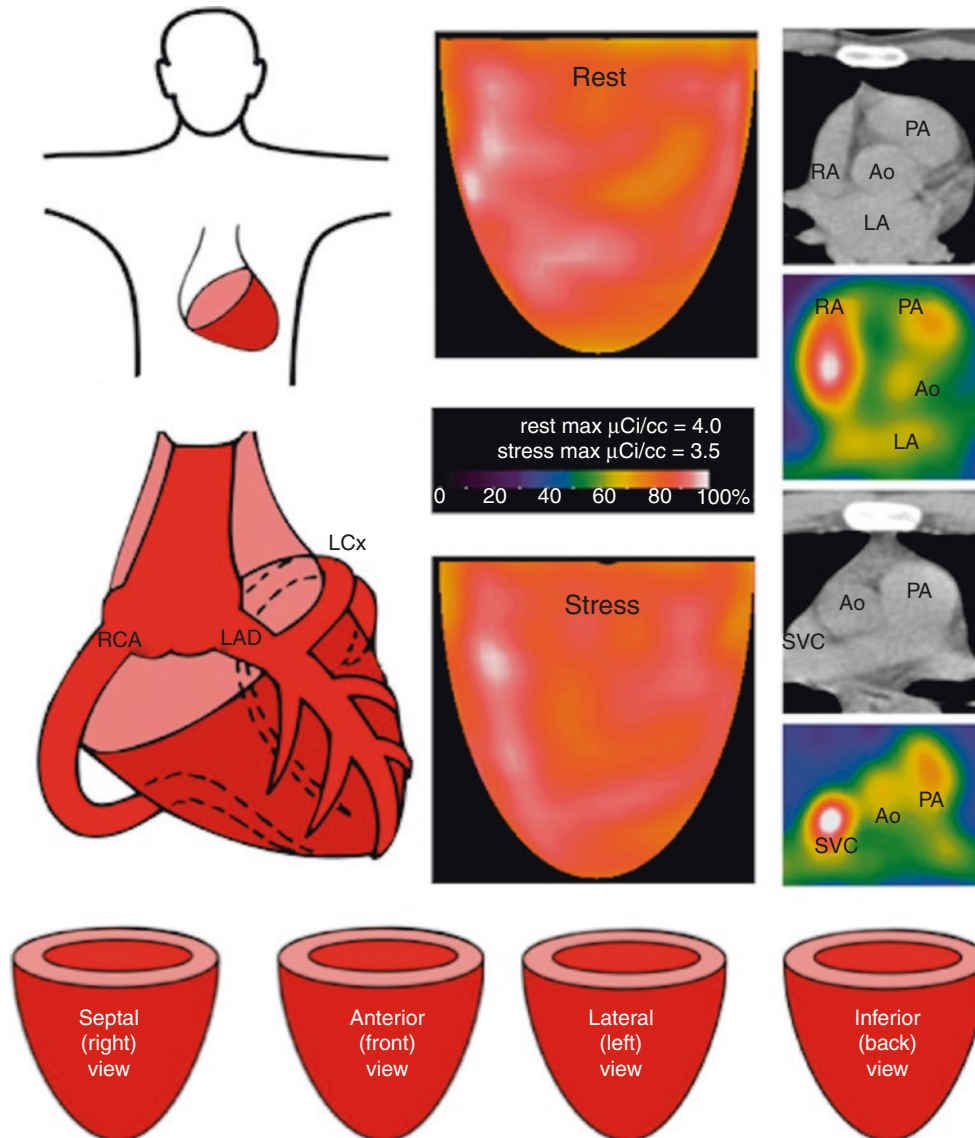 Rest
PA
RA
Ao
LA
RA
PA
Ao
LA
rest max μCi/cc = 4.0
stress max μCi/cc = 3.5
0 20 40 60 80 100%
LCx
RCA
LAD
Stress
Ao
PA
SVC
PA
Ao
SVC
Septal
(right)
view
Anterior
(front)
view
Lateral
(left)
view
Inferior
(back)
view